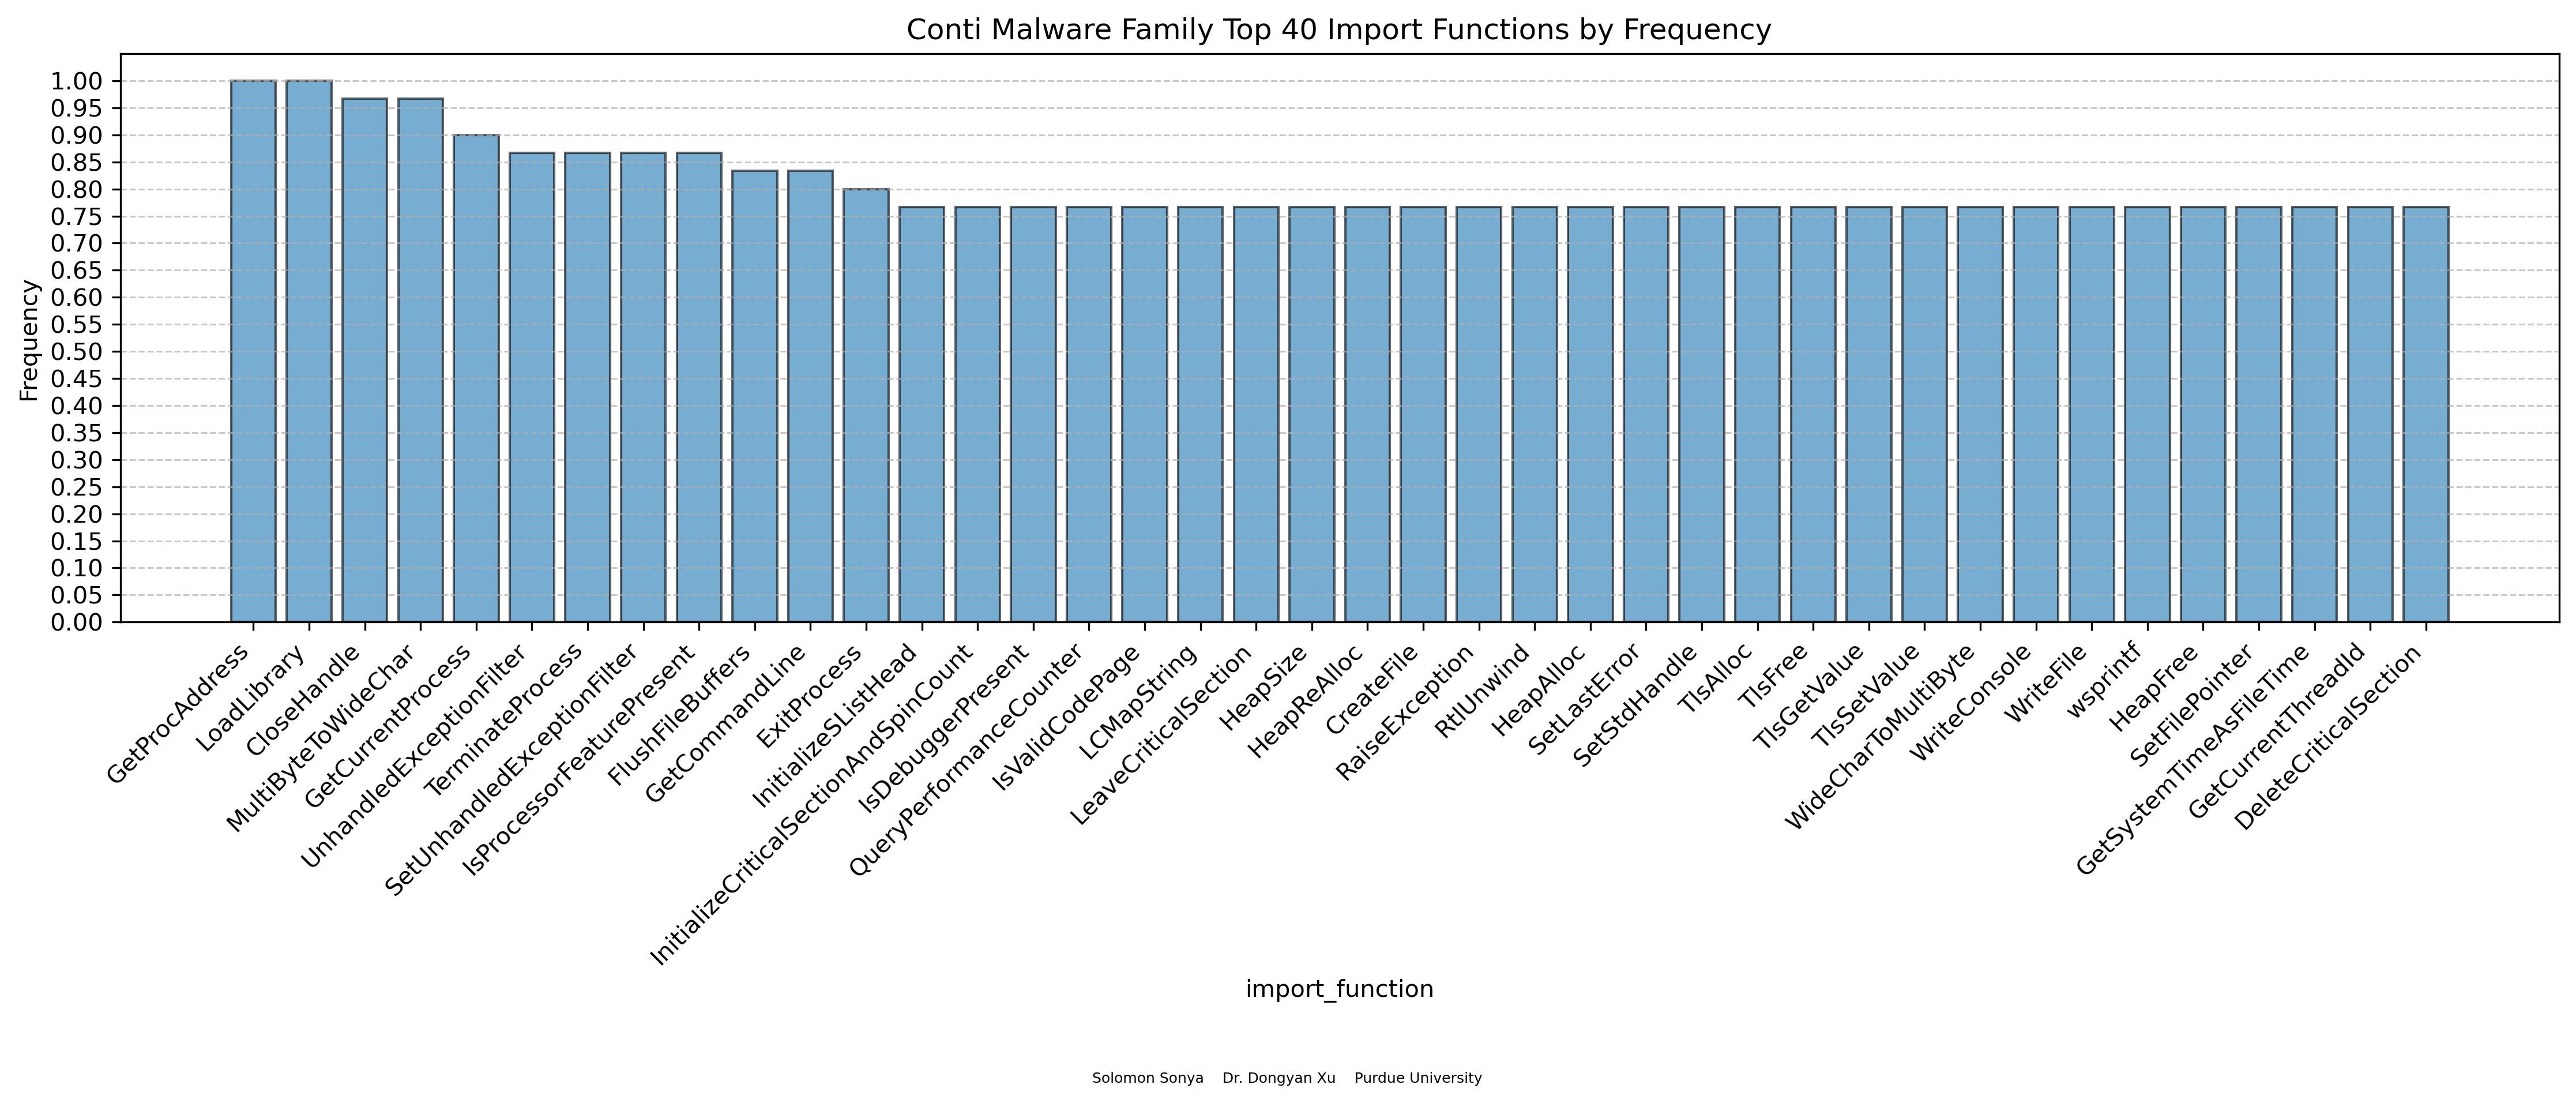 Conti Malware Family Top 40 Import Functions by Frequency
Frequency
1.00
0.95
0.90
0.85
0.80
0.75
0.70
0.65
0.60
0.55
0.50
0.45
0.40
0.35
0.30
0.25
0.20
0.15
0.10
0.05
0.00
GetProcAddress
LoadLibrary
CloseHandle
MultiByteToWideChar
GetCurrentProcess
UnhandledExceptionFilter
TerminateProcess
SetUnhandledExceptionFilter
IsProcessorFeaturePresent
FlushFileBuffers
GetCommandLine
ExitProcess
InitializeSListHead
InitializeCriticalSectionAndSpinCount
IsDebuggerPresent
QueryPerformanceCounter
IsValidCodePage
LCMapString
LeaveCriticalSection
HeapSize
HeapReAlloc
CreateFile
RaiseException
RtlUnwind
HeapAlloc
SetLastError
SetStdHandle
TlsAlloc
TlsFree
TlsGetValue
TlsSetValue
WideCharToMultiByte
WriteConsole
WriteFile
wsprintf
HeapFree
SetFilePointer
GetSystemTimeAsFileTime
GetCurrentThreadId
DeleteCriticalSection
import_function
Solomon Sonya    Dr. Dongyan Xu    Purdue University